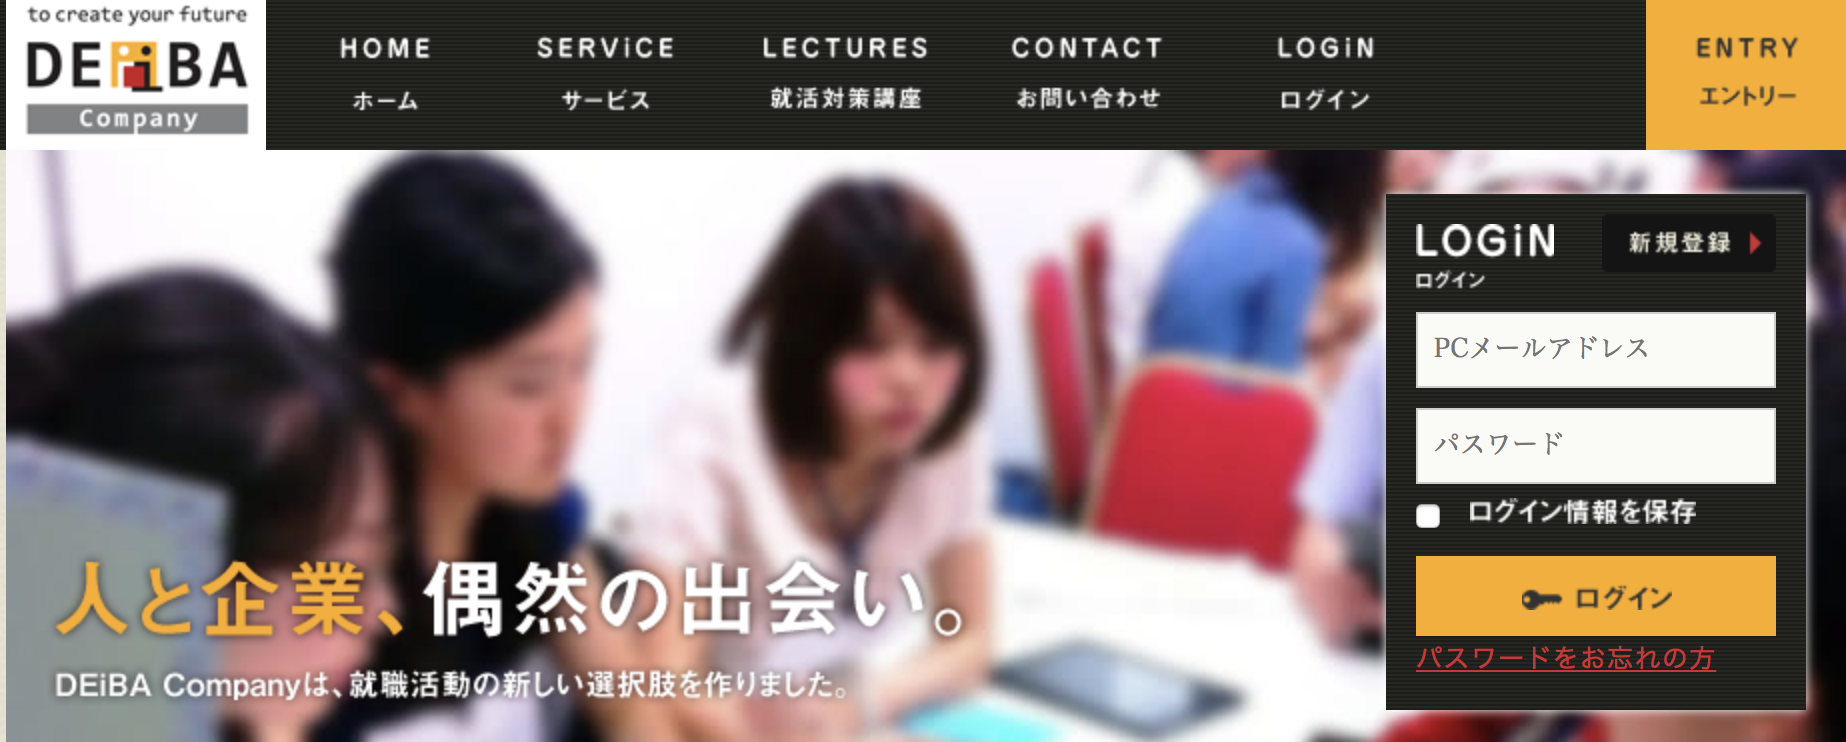 to create your future
DEiBA
Company
HOME
ホーム
SERViCE
サービス
LECTURES
就活対策講座
CONTACT
お問い合わせ
LOGiN
ログイン
ENTRY
エントリー
LOGiN
ログイン
新規登録
PCメールアドレス
パスワード
ログイン情報を保存
ログイン
パスワードをお忘れの方
人と企業、偶然の出会い。
DEiBA Companyは、就職活動の新しい選択肢を作りました。